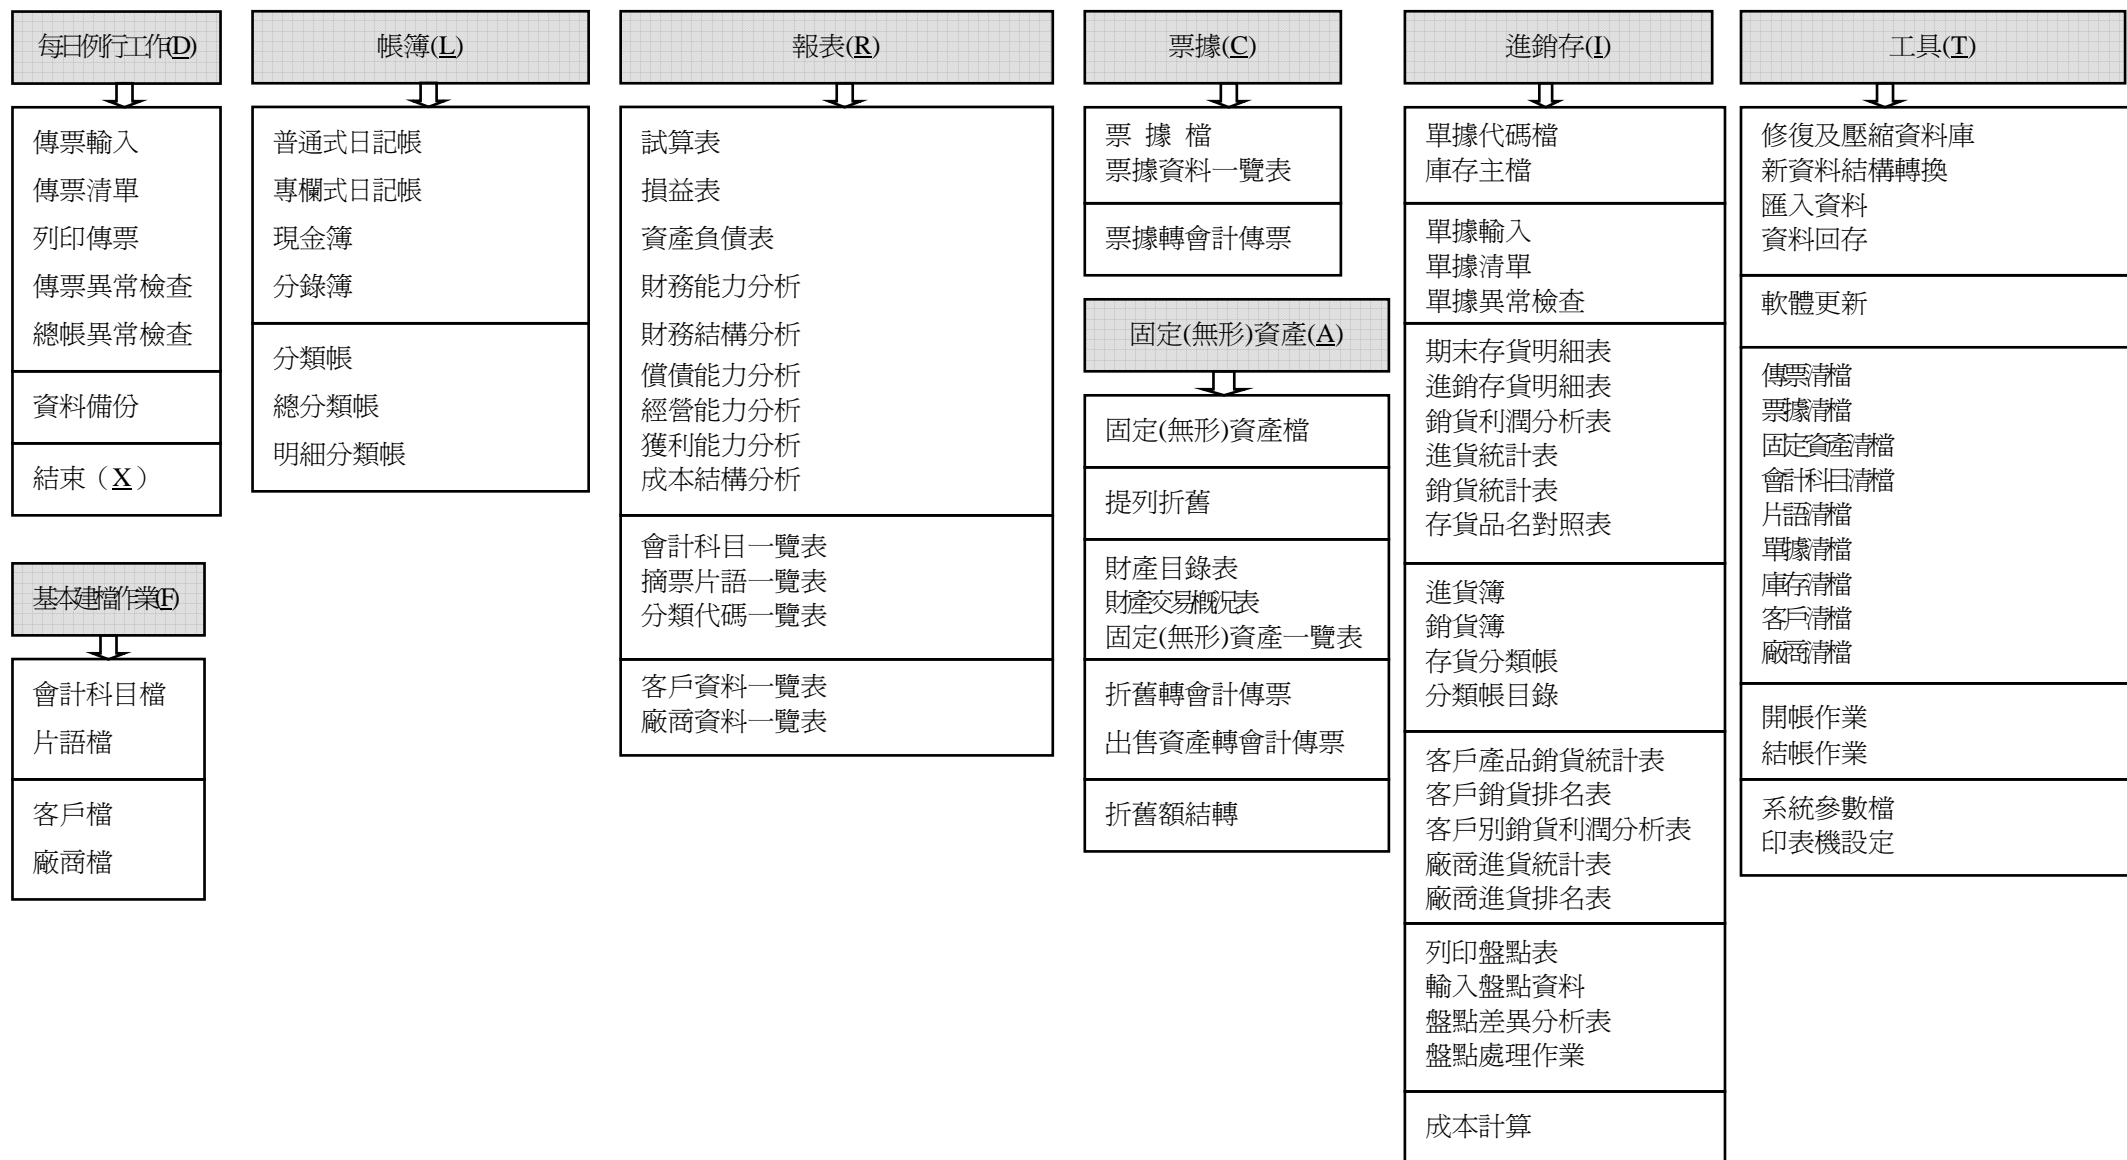 每日例行工作(D)
傳票輸入
傳票清單
列印傳票
傳票異常檢查
總帳異常檢查
資料備份
結束（X）
基本建檔作業(F)
會計科目檔
片語檔
客戶檔
廠商檔
帳簿(L)
普通式日記帳
專欄式日記帳
現金簿
分錄簿
分類帳
總分類帳
明細分類帳
報表(R)
試算表
損益表
資產負債表
財務能力分析
財務結構分析
償債能力分析
經營能力分析
獲利能力分析
成本結構分析
會計科目一覽表
摘票片語一覽表
分類代碼一覽表
客戶資料一覽表
廠商資料一覽表
票據(C)
票 據 檔
票據資料一覽表
票據轉會計傳票
固定(無形)資產(A)
固定(無形)資產檔
提列折舊
財產目錄表
財產交易概況表
固定(無形)資產一覽表
折舊轉會計傳票
出售資產轉會計傳票
折舊額結轉
進銷存(I)
單據代碼檔
庫存主檔
單據輸入
單據清單
單據異常檢查
期末存貨明細表
進銷存貨明細表
銷貨利潤分析表
進貨統計表
銷貨統計表
存貨品名對照表
進貨簿
銷貨簿
存貨分類帳
分類帳目錄
客戶產品銷貨統計表
客戶銷貨排名表
客戶別銷貨利潤分析表
廠商進貨統計表
廠商進貨排名表
列印盤點表
輸入盤點資料
盤點差異分析表
盤點處理作業
成本計算
工具(T)
修復及壓縮資料庫
新資料結構轉換
匯入資料
資料回存
軟體更新
傳票清檔
票據清檔
固定資產清檔
會計科目清檔
片語清檔
單據清檔
庫存清檔
客戶清檔
廠商清檔
開帳作業
結帳作業
系統參數檔
印表機設定